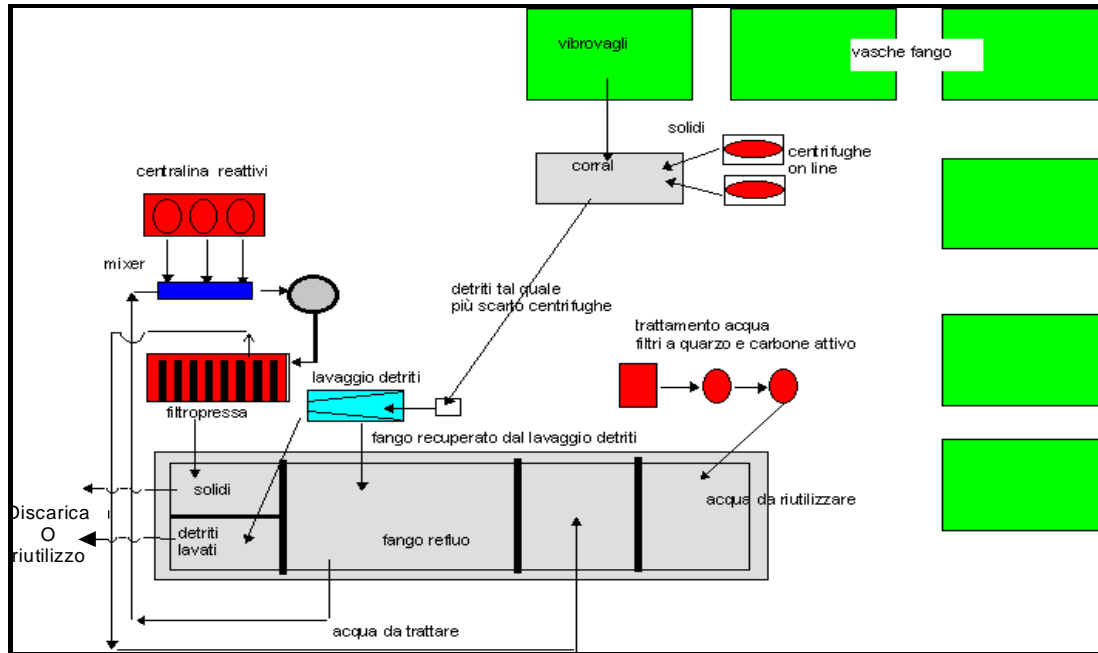 vibrovagli
vasche fango
solidi
centrifughe
on line
corral
centralina reattivi
mixer
detriti tal quale
più scarto centrifughe
trattamento acqua
filtri a quarzo e carbone attivo
lavaggio detriti
filtropressa
fango recuperato dal lavaggio detriti
solidi
acqua da riutilizzare
Discarica
O
riutilizzo
detriti
lavati
fango refluo
acqua da trattare